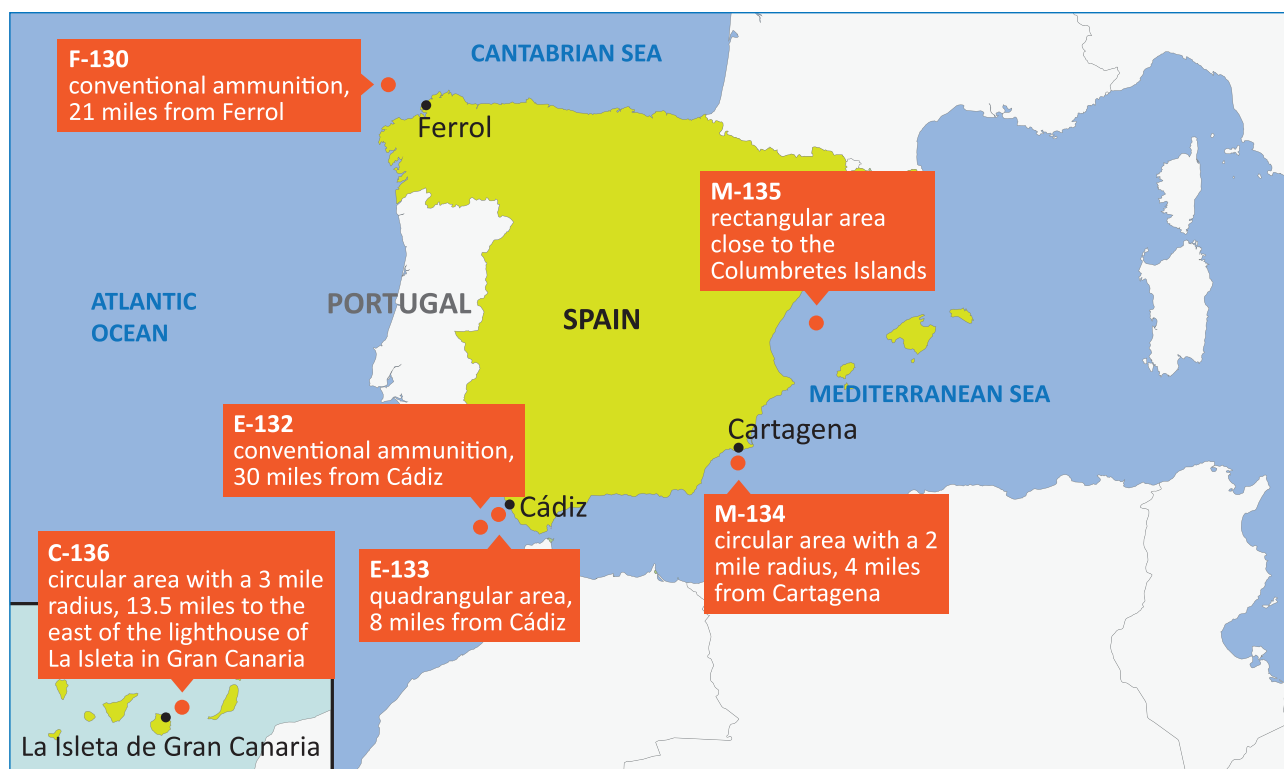 F-130
conventional ammunition,
21 miles from Ferrol
CANTABRIAN SEA
Ferrol
M-135
rectangular area
close to the
Columbretes Islands
ATLANTIC
OCEAN
PORTUGAL
SPAIN
MEDITERRANEAN SEA
E-132
conventional ammunition,
30 miles from Cádiz
Cartagena
Cádiz
M-134
circular area with a 2
mile radius, 4 miles
from Cartagena
C-136
circular area with a 3 mile
radius, 13.5 miles to the
east of the lighthouse of
La Isleta in Gran Canaria
E-133
quadrangular area,
8 miles from Cádiz
La Isleta de Gran Canaria